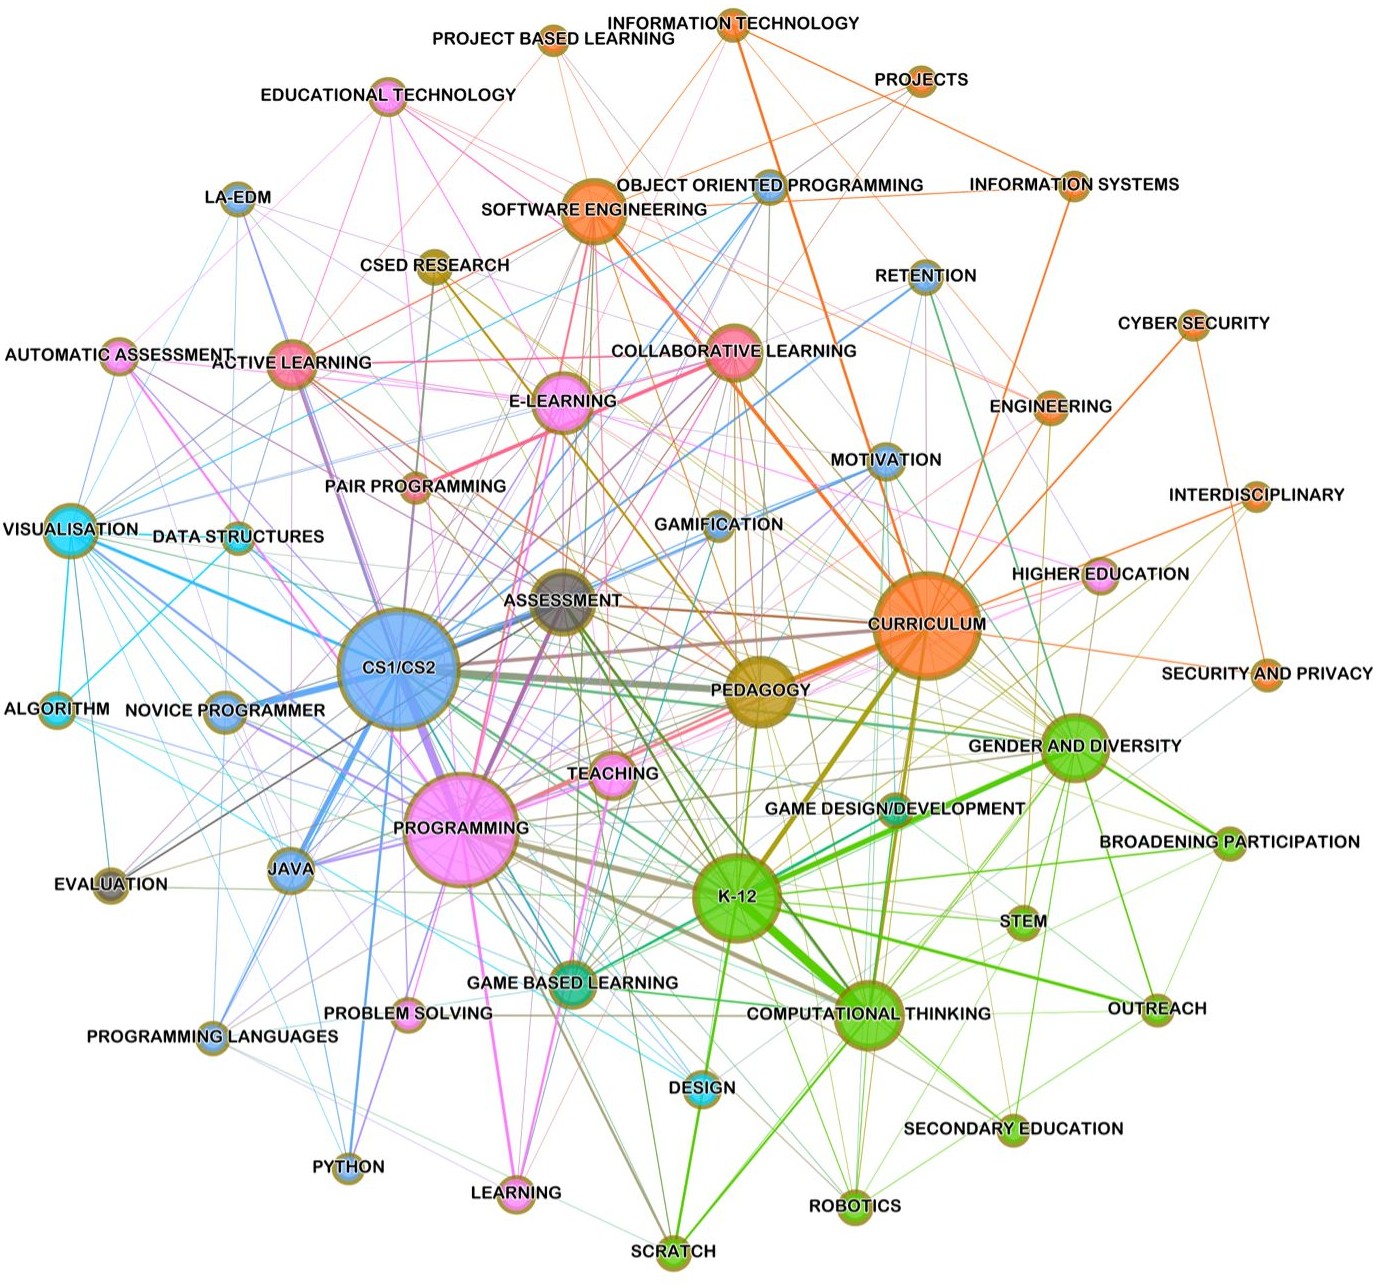 INFORMATION TECHNOLOGY
PROJECT BASED LEARNING
PROJECTS
EDUCATIONAL TECHNOLOGY
OBJECT ORIENTED PROGRAMMING
INFORMATION SYSTEMS
LA-EDM
SOFTWARE ENGINEERING
CSED RESEARCH
RETENTION
CYBER SECURITY
AUTOMATIC ASSESSMENT
ACTIVE LEARNING
COLLABORATIVE LEARNING
E-LEARNING
ENGINEERING
MOTIVATION
PAIR PROGRAMMING
INTERDISCIPLINARY
VISUALISATION
DATA STRUCTURES
GAMIFICATION
HIGHER EDUCATION
ASSESSMENT
CURRICULUM
CS1/CS2
SECURITY AND PRIVACY
PEDAGOGY
ALGORITHM
NOVICE PROGRAMMER
GENDER AND DIVERSITY
TEACHING
GAME DESIGN/DEVELOPMENT
PROGRAMMING
BROADENING PARTICIPATION
JAVA
EVALUATION
K-12
STEM
GAME BASED LEARNING
PROBLEM SOLVING
COMPUTATIONAL THINKING
OUTREACH
PROGRAMMING LANGUAGES
DESIGN
SECONDARY EDUCATION
PYTHON
LEARNING
ROBOTICS
SCRATCH